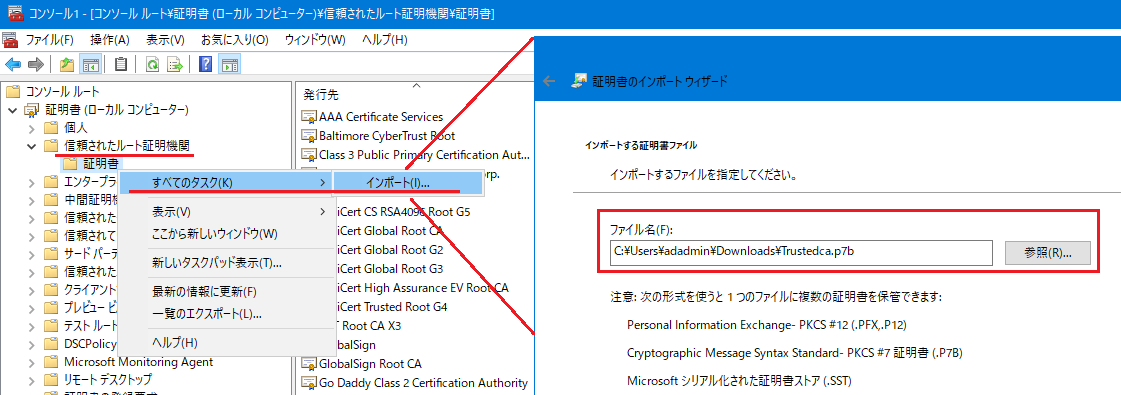 コンソール1 - [コンソール ルート¥証明書 (ローカル コンピューター)¥信頼されたルート証明機関¥証明書]
ファイル(F) 操作(A) 表示(V) お気に入り(O) ウィンドウ(W) ヘルプ(H)
コンソール ルート
証明書 (ローカル コンピューター)
個人
信頼されたルート証明機関
証明書
エンタープラ
中間証明機
信頼された
信頼されて
サード パーテ
信頼された
クライアント
プレビュー ビ
テスト ルート
DSCPolicy
Microsoft Monitoring Agent
リモート デスクトップ
発行先
AAA Certificate Services
Baltimore CyberTrust Root
Class 3 Public Primary Certification Aut...
orp.
iCert CS RSA4096 Root G5
iCert Global Root CA
iCert Global Root G2
iCert Global Root G3
iCert High Assurance EV Root CA
iCert Trusted Root G4
Root CA X3
GlobalSign
GlobalSign Root CA
Go Daddy Class 2 Certification Authority
すべてのタスク(K)
インポート(I)...
表示(V)
ここから新しいウィンドウ(W)
新しいタスクパッド表示(T)...
最新の情報に更新(F)
一覧のエクスポート(L)...
ヘルプ(H)
証明書のインポート ウィザード
インポートする証明書ファイル
インポートするファイルを指定してください。
ファイル名(F):
C:¥Users¥adadmin¥Downloads¥Trustedca.p7b
参照(R)...
注意: 次の形式を使うと 1 つのファイルに複数の証明書を保管できます:
Personal Information Exchange- PKCS #12 (.PFX,.P12)
Cryptographic Message Syntax Standard- PKCS #7 証明書 (.P7B)
Microsoft シリアル化された証明書ストア (.SST)